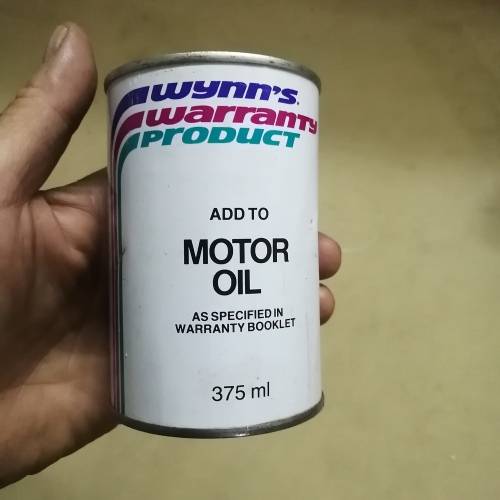 WYNN'S.
WARRANTY
PRODUCT
ADD TO
MOTOR
OIL
AS SPECIFIED IN
WARRANTY BOOKLET
375 ml